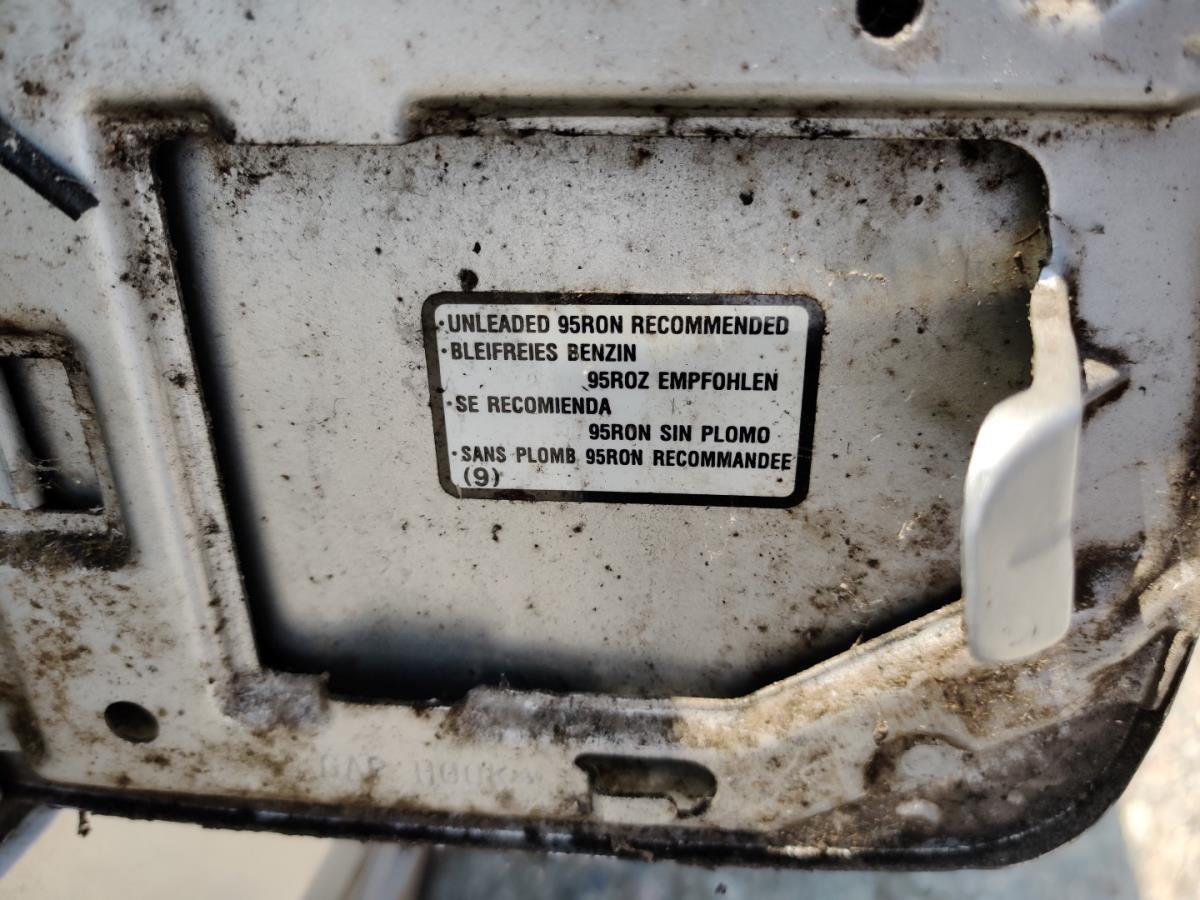 ·UNLEADED 95RON RECOMMENDED
·BLEIFREIES BENZIN
95ROZ EMPFOHLEN
·SE RECOMIENDA
95RON SIN PLOMO
·SANS PLOMB 95RON RECOMMANDEE
(9)